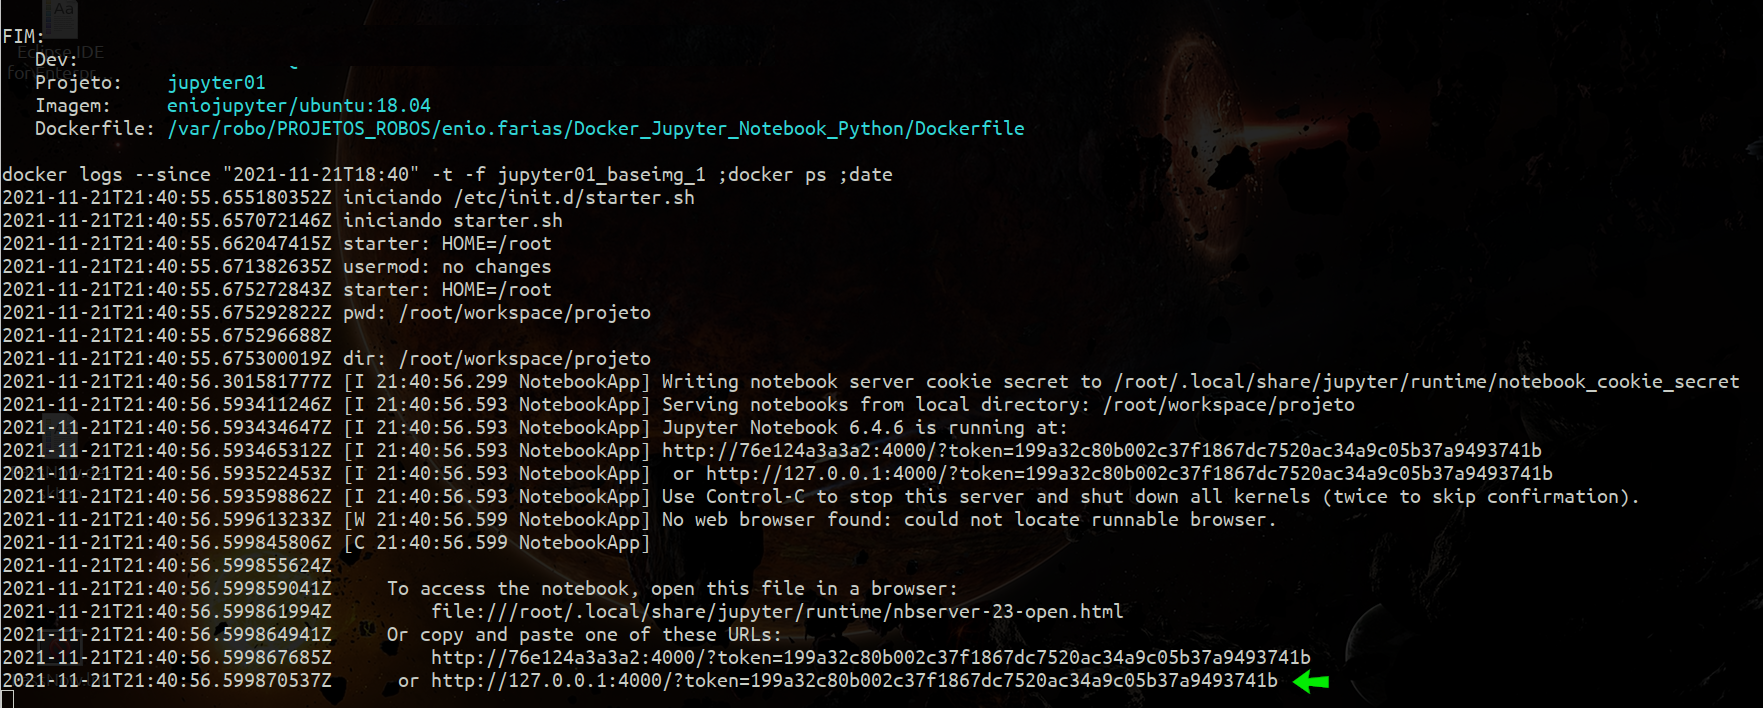 Aa
FIM:
Eclipse IDE
Dev:
for Enterpr...
Projeto: jupyter01
Imagem: eniojupyter/ubuntu:18.04
Dockerfile: /var/robo/PROJETOS_ROBOS/enio.farias/Docker_Jupyter_Notebook_Python/Dockerfile
docker logs --since "2021-11-21T18:40" -t -f jupyter01_baseimg_1 ;docker ps ;date
2021-11-21T21:40:55.655180352Z iniciando /etc/init.d/starter.sh
2021-11-21T21:40:55.657072146Z iniciando starter.sh
2021-11-21T21:40:55.662047415Z starter: HOME=/root
2021-11-21T21:40:55.671382635Z usermod: no changes
2021-11-21T21:40:55.675272843Z starter: HOME=/root
2021-11-21T21:40:55.675292822Z pwd: /root/workspace/projeto
2021-11-21T21:40:55.675296688Z
2021-11-21T21:40:55.675300019Z dir: /root/workspace/projeto
2021-11-21T21:40:56.301581777Z [I 21:40:56.299 NotebookApp] Writing notebook server cookie secret to /root/.local/share/jupyter/runtime/notebook_cookie_secret
2021-11-21T21:40:56.593411246Z [I 21:40:56.593 NotebookApp] Serving notebooks from local directory: /root/workspace/projeto
2021-11-21T21:40:56.593434647Z [I 21:40:56.593 NotebookApp] Jupyter Notebook 6.4.6 is running at:
2021-11-21T21:40:56.593465312Z [I 21:40:56.593 NotebookApp] http://76e124a3a3a2:4000/?token=199a32c80b002c37f1867dc7520ac34a9c05b37a9493741b
2021-11-21T21:40:56.593522453Z [I 21:40:56.593 NotebookApp]  or http://127.0.0.1:4000/?token=199a32c80b002c37f1867dc7520ac34a9c05b37a9493741b
2021-11-21T21:40:56.593598862Z [I 21:40:56.593 NotebookApp] Use Control-C to stop this server and shut down all kernels (twice to skip confirmation).
2021-11-21T21:40:56.599613233Z [W 21:40:56.599 NotebookApp] No web browser found: could not locate runnable browser.
2021-11-21T21:40:56.599845806Z [C 21:40:56.599 NotebookApp]
2021-11-21T21:40:56.599855624Z
2021-11-21T21:40:56.599859041Z     To access the notebook, open this file in a browser:
2021-11-21T21:40:56.599861994Z         file:///root/.local/share/jupyter/runtime/nbserver-23-open.html
2021-11-21T21:40:56.599864941Z     Or copy and paste one of these URLs:
2021-11-21T21:40:56.599867685Z         http://76e124a3a3a2:4000/?token=199a32c80b002c37f1867dc7520ac34a9c05b37a9493741b
2021-11-21T21:40:56.599870537Z      or http://127.0.0.1:4000/?token=199a32c80b002c37f1867dc7520ac34a9c05b37a9493741b